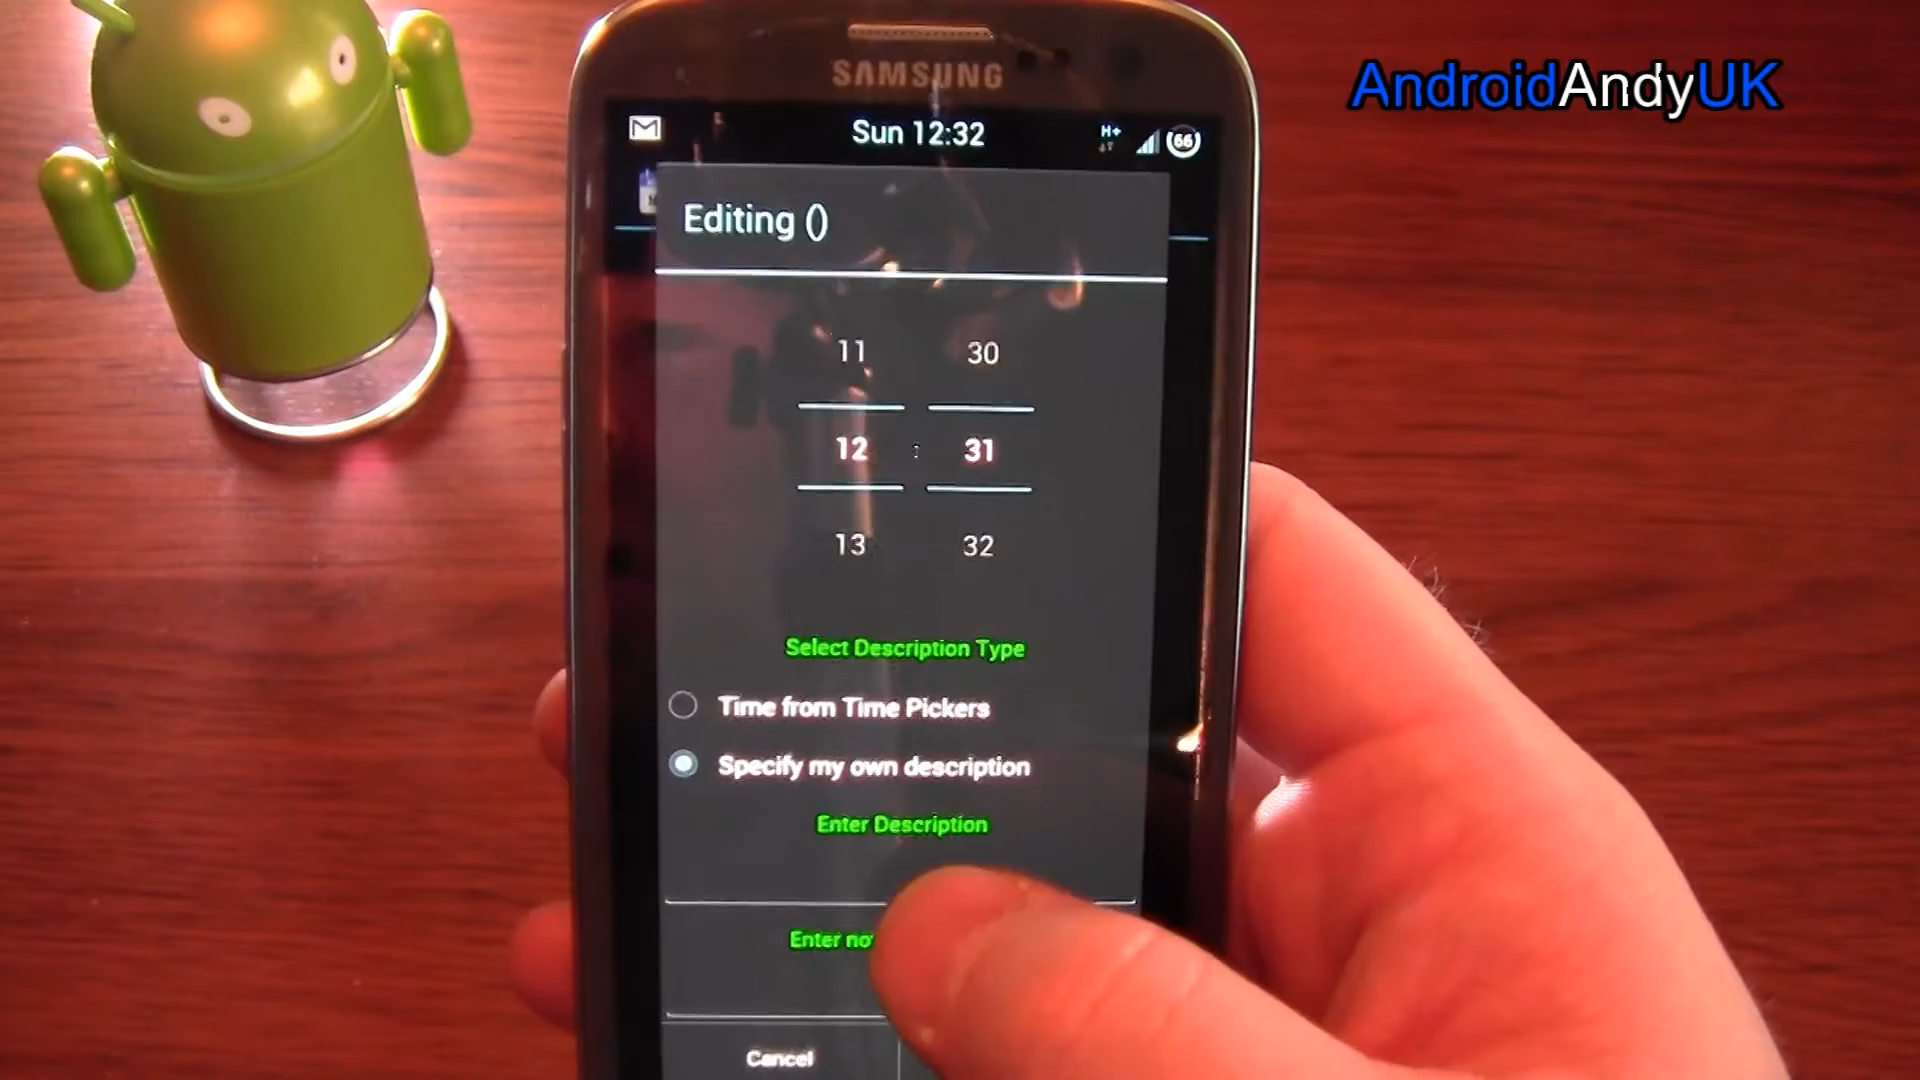 AndroidAndyUK
SAMSUNG
Sun 12:32
H+
66
Editing ()
11 30
12 : 31
13 32
Select Description Type
Time from Time Pickers
Specify my own description
Enter Description
Enter
Cancel